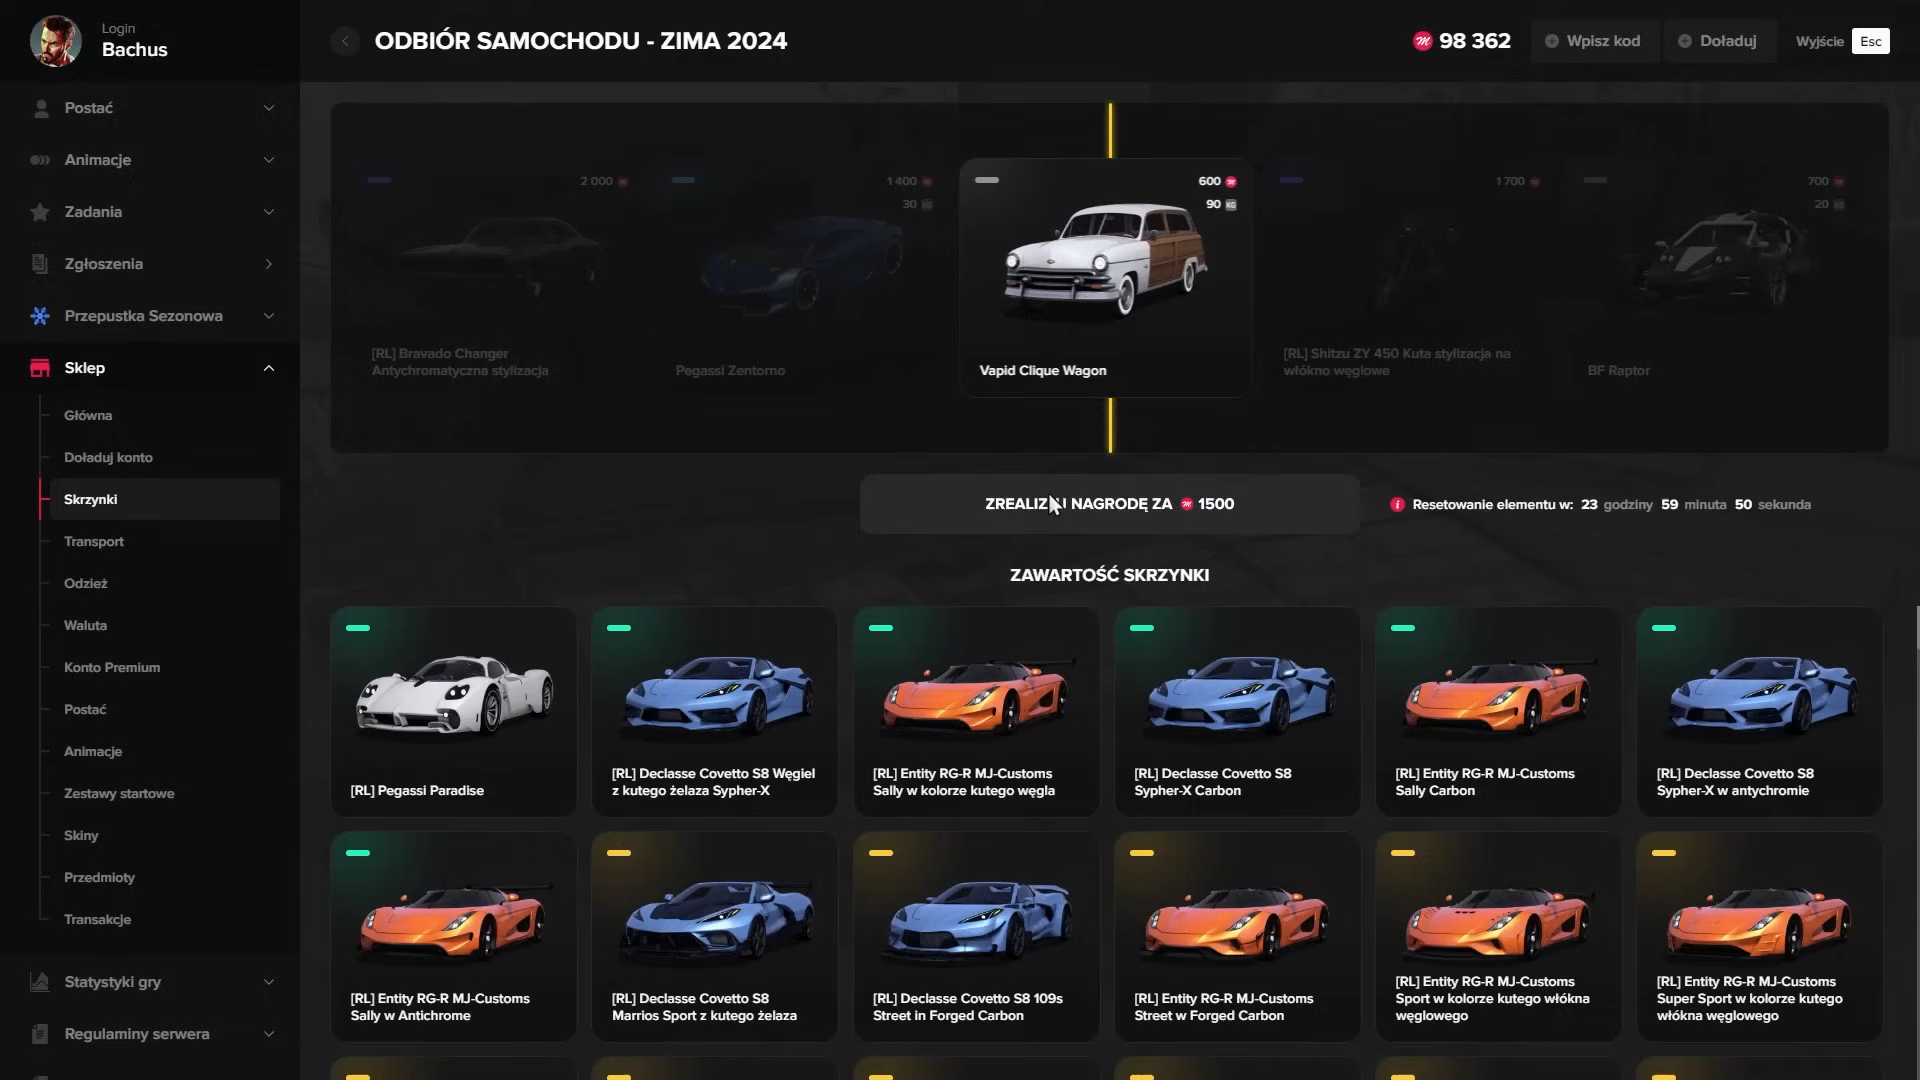 Login
Bachus
Postać
Animacje
Zadania
Zgłoszenia
Przepustka Sezonowa
Sklep
Główna
Doładuj konto
Skrzynki
Transport
Odzież
Waluta
Konto Premium
Postać
Animacje
Zestawy startowe
Skiny
Przedmioty
Transakcje
Statystyki gry
Regulaminy serwera
ODBIÓR SAMOCHODU - ZIMA 2024
98 362
Wpisz kod
Doładuj
Wyjście Esc
2 000
[RL] Bravado Changer
Antychromatyczna stylizacja
1 400
30 KG
Pegassi Zentorno
600
90 KG
Vapid Clique Wagon
1 700
[RL] Shitzu ZY 450 Kuta stylizacja na
włókno węglowe
700
20 KG
BF Raptor
ZREALIZUJ NAGRODĘ ZA 1500
Resetowanie elementu w: 23 godziny 59 minuta 50 sekunda
ZAWARTOŚĆ SKRZYNKI
[RL] Pegassi Paradise
[RL] Declasse Covetto S8 Węgiel
z kutego żelaza Sypher-X
[RL] Entity RG-R MJ-Customs
Sally w kolorze kutego węgla
[RL] Declasse Covetto S8
Sypher-X Carbon
[RL] Entity RG-R MJ-Customs
Sally Carbon
[RL] Declasse Covetto S8
Sypher-X w antychromie
[RL] Entity RG-R MJ-Customs
Sally w Antichrome
[RL] Declasse Covetto S8
Marrios Sport z kutego żelaza
[RL] Declasse Covetto S8 109s
Street in Forged Carbon
[RL] Entity RG-R MJ-Customs
Street w Forged Carbon
[RL] Entity RG-R MJ-Customs
Sport w kolorze kutego włókna
węglowego
[RL] Entity RG-R MJ-Customs
Super Sport w kolorze kutego
włókna węglowego